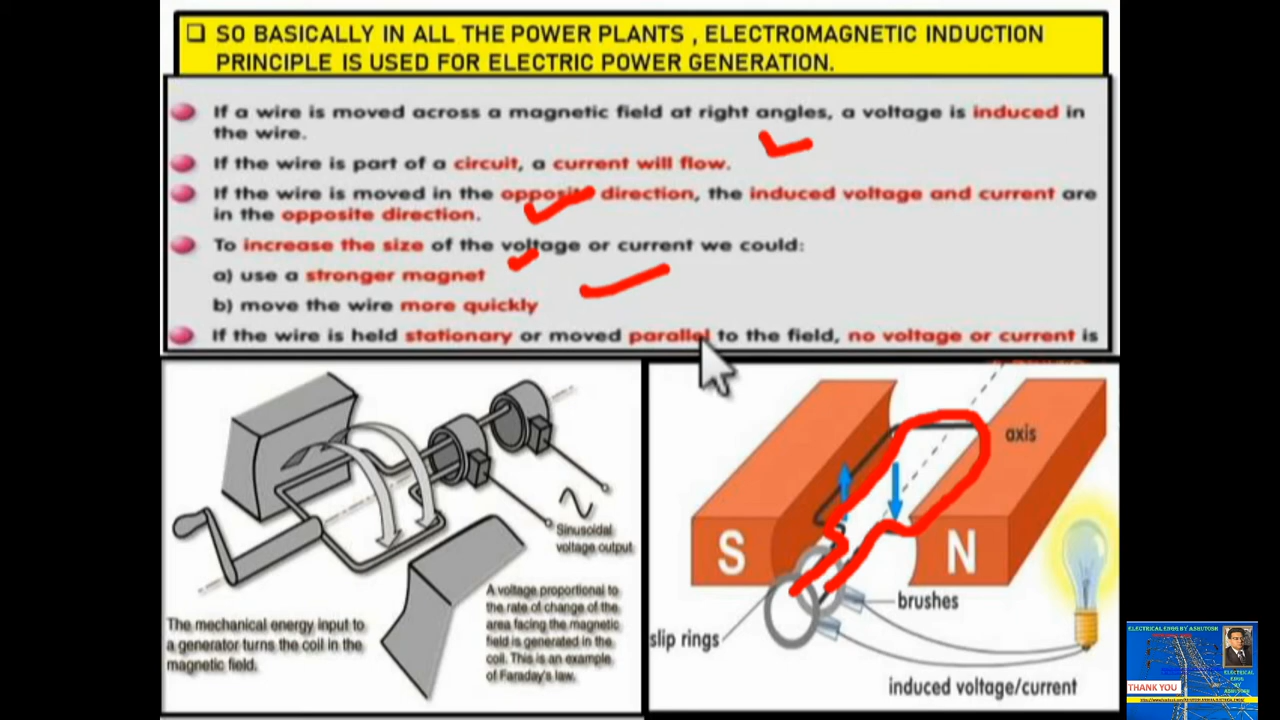 ❑ SO BASICALLY IN ALL THE POWER PLANTS , ELECTROMAGNETIC INDUCTION
PRINCIPLE IS USED FOR ELECTRIC POWER GENERATION.
If a wire is moved across a magnetic field at right angles, a voltage is induced in
the wire.
If the wire is part of a circuit, a current will flow.
If the wire is moved in the opposite direction, the induced voltage and current are
in the opposite direction.
To increase the size of the voltage or current we could:
a) use a stronger magnet
b) move the wire more quickly
If the wire is held stationary or moved parallel to the field, no voltage or current is
Sinusoidal
voltage output
The mechanical energy input to
a generator turns the coil in the
magnetic field.
A voltage proportional to
the rate of change of the
area facing the magnetic
field is generated in the
coil. This is an example
of Faraday's law.
axis
S
N
brushes
slip rings
induced voltage/current
ELECTRICAL ENGG BY ASHUTOSH
ELECTRICAL
ENGG
BY
ASHUTOSH
THANK YOU